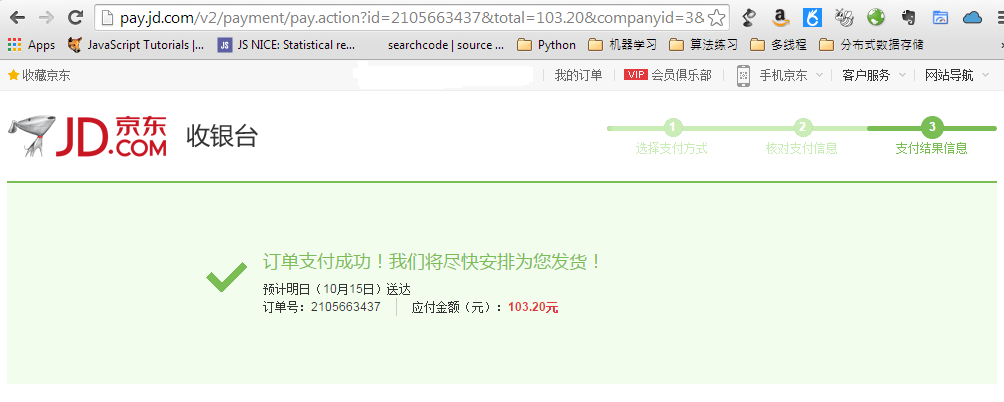 pay.jd.com/v2/payment/pay.action?id=2105663437&total=103.20&companyid=3&
Apps JavaScript Tutorials |... JS NICE: Statistical re... searchcode | source ... Python 机器学习 算法练习 多线程 分布式数据存储
收藏京东 我的订单 VIP 会员俱乐部 手机京东 客户服务 网站导航
JD.COM 京东 收银台
1 2 3
选择支付方式 核对支付信息 支付结果信息
订单支付成功！我们将尽快安排为您发货！
预计明日（10月15日）送达
订单号：2105663437 应付金额（元）：103.20元